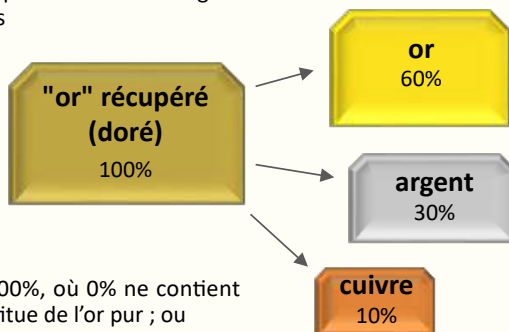 s
"or" récupéré
(doré)
100%
or
60%
argent
30%
cuivre
10%
00%, où 0% ne contient
titue de l'or pur ; ou